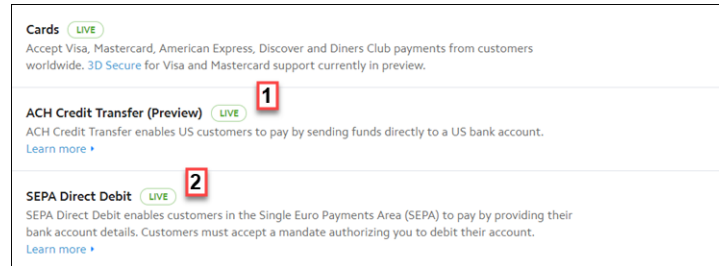 Cards LIVE
Accept Visa, Mastercard, American Express, Discover and Diners Club payments from customers
worldwide. 3D Secure for Visa and Mastercard support currently in preview.
1
ACH Credit Transfer (Preview) LIVE
ACH Credit Transfer enables US customers to pay by sending funds directly to a US bank account.
Learn more
2
SEPA Direct Debit LIVE
SEPA Direct Debit enables customers in the Single Euro Payments Area (SEPA) to pay by providing their
bank account details. Customers must accept a mandate authorizing you to debit their account.
Learn more